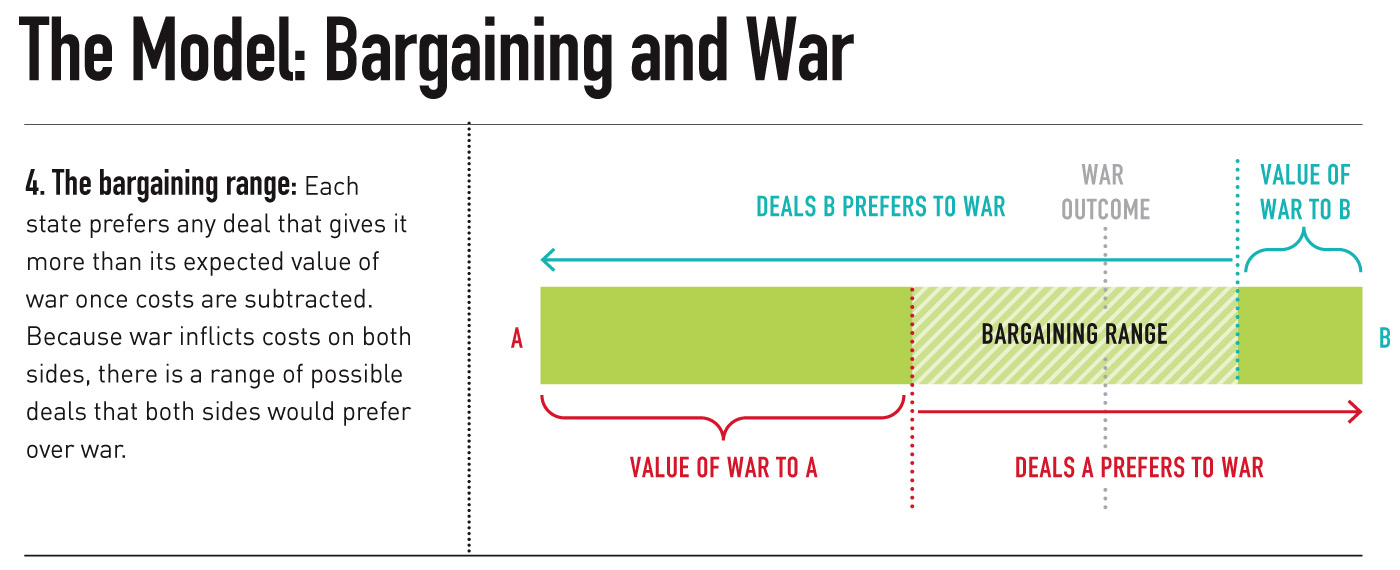 The Model: Bargaining and War
4. The bargaining range: Each
state prefers any deal that gives it
more than its expected value of
war once costs are subtracted.
Because war inflicts costs on both
sides, there is a range of possible
deals that both sides would prefer
over war.
DEALS B PREFERS TO WAR
WAR
OUTCOME
VALUE OF
WAR TO B
A
BARGAINING RANGE
B
VALUE OF WAR TO A
DEALS A PREFERS TO WAR